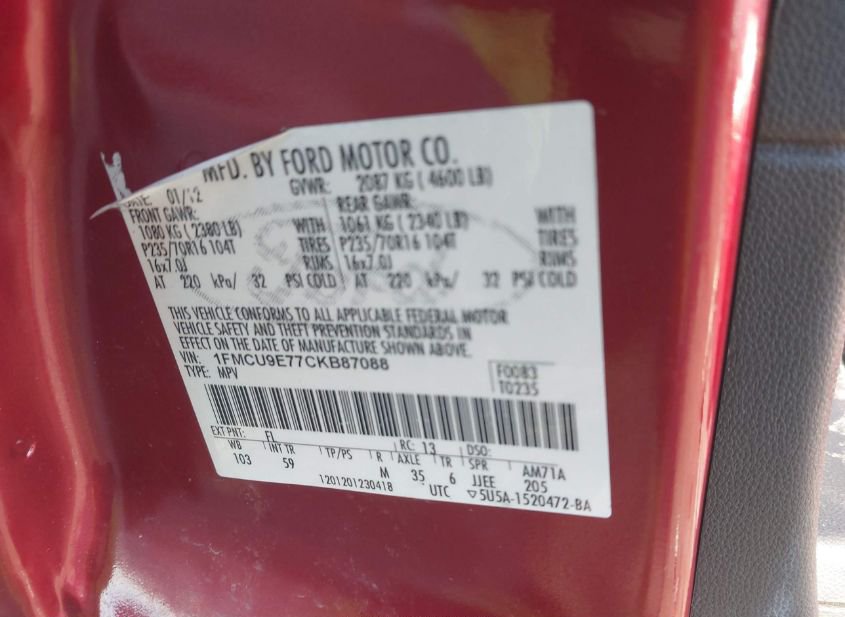 MFD. BY FORD MOTOR CO.
DATE: 01/12 GVWR: 2087 KG ( 4600 LB)
FRONT GAWR: REAR GAWR:
1080 KG ( 2380 LB) WITH 1061 KG ( 2340 LB) WITH
P235/70R16 104T TIRES P235/70R16 104T TIRES
16x7.0J RIMS 16x7.0J RIMS
AT 220 kPa/ 32 PSI COLD AT 220 kPa/ 32 PSI COLD
THIS VEHICLE CONFORMS TO ALL APPLICABLE FEDERAL MOTOR
VEHICLE SAFETY AND THEFT PREVENTION STANDARDS IN
EFFECT ON THE DATE OF MANUFACTURE SHOWN ABOVE.
VIN: 1FMCU9E77CKB87088 F0083
TYPE: MPV T0235
EXT PNT: FL RC: 13 DSO:
WB INT TR TP/PS R AXLE TR SPR AM71A
103 59 M 35 6 JJEE 205
1201201230418 UTC ▽5U5A-1520472-BA